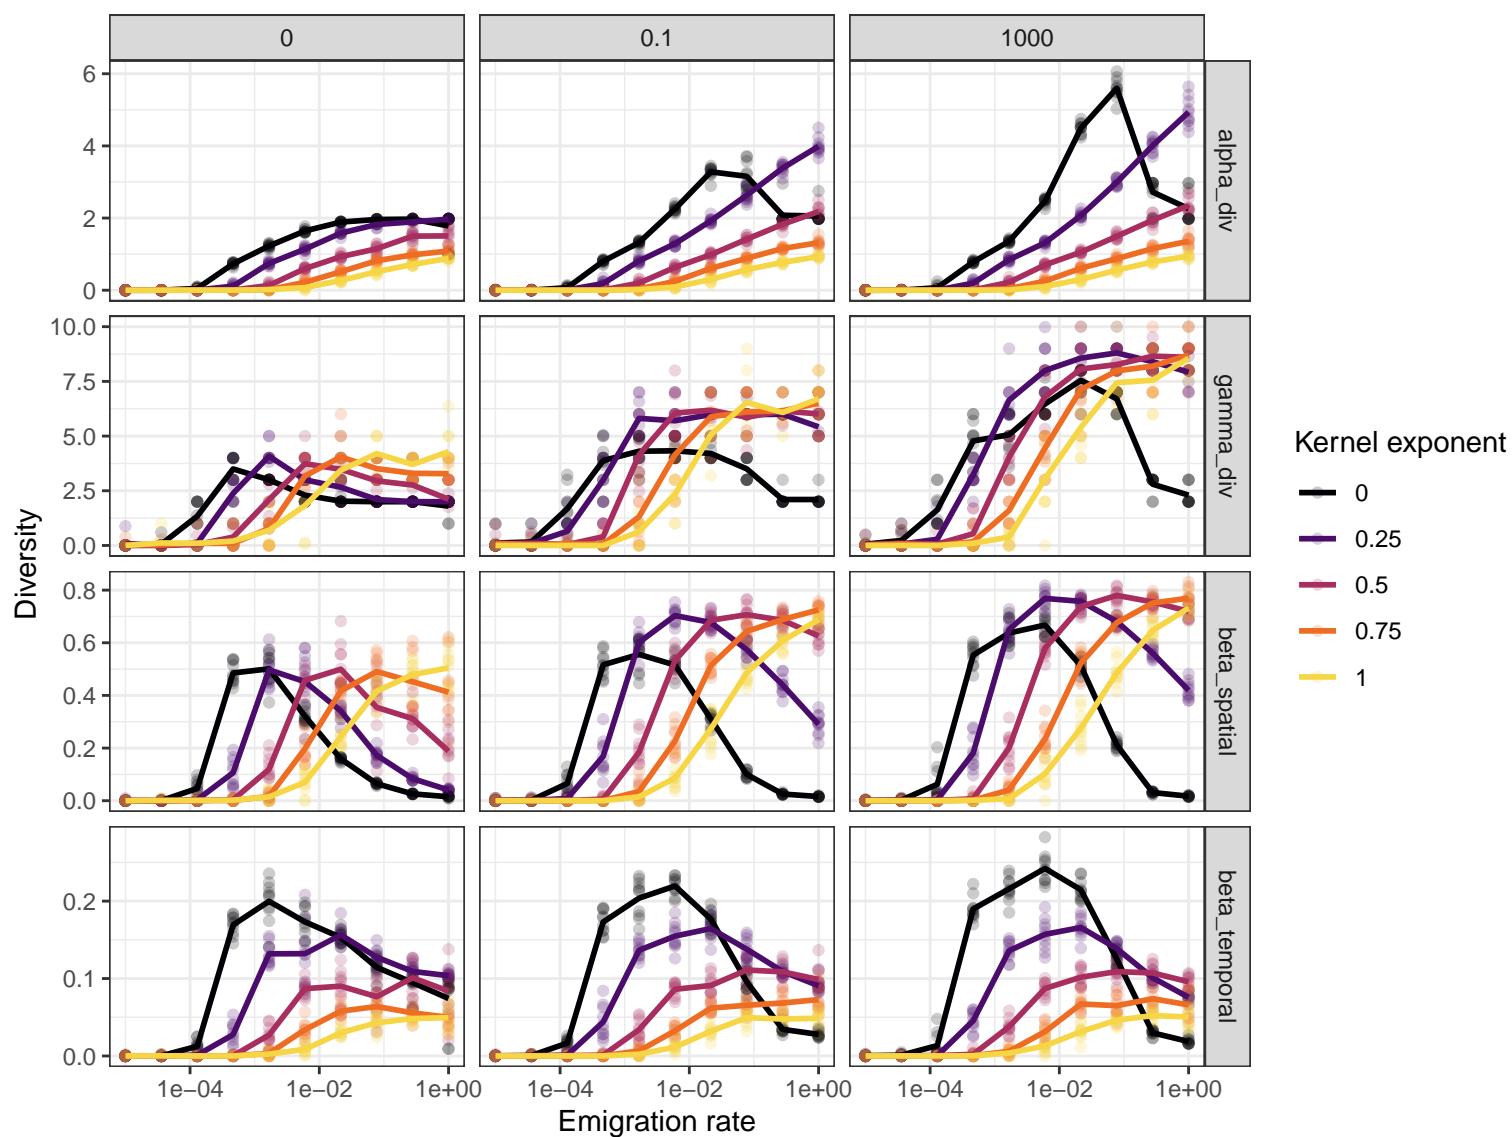 0 0.1 1000
6
4
2
0
alpha_div
10.0
7.5
5.0
2.5
0.0
gamma_div
0.8
0.6
0.4
0.2
0.0
beta_spatial
0.2
0.1
0.0
beta_temporal
1e−04 1e−02 1e+00 1e−04 1e−02 1e+00 1e−04 1e−02 1e+00
Emigration rate
Diversity
Kernel exponent
0
0.25
0.5
0.75
1